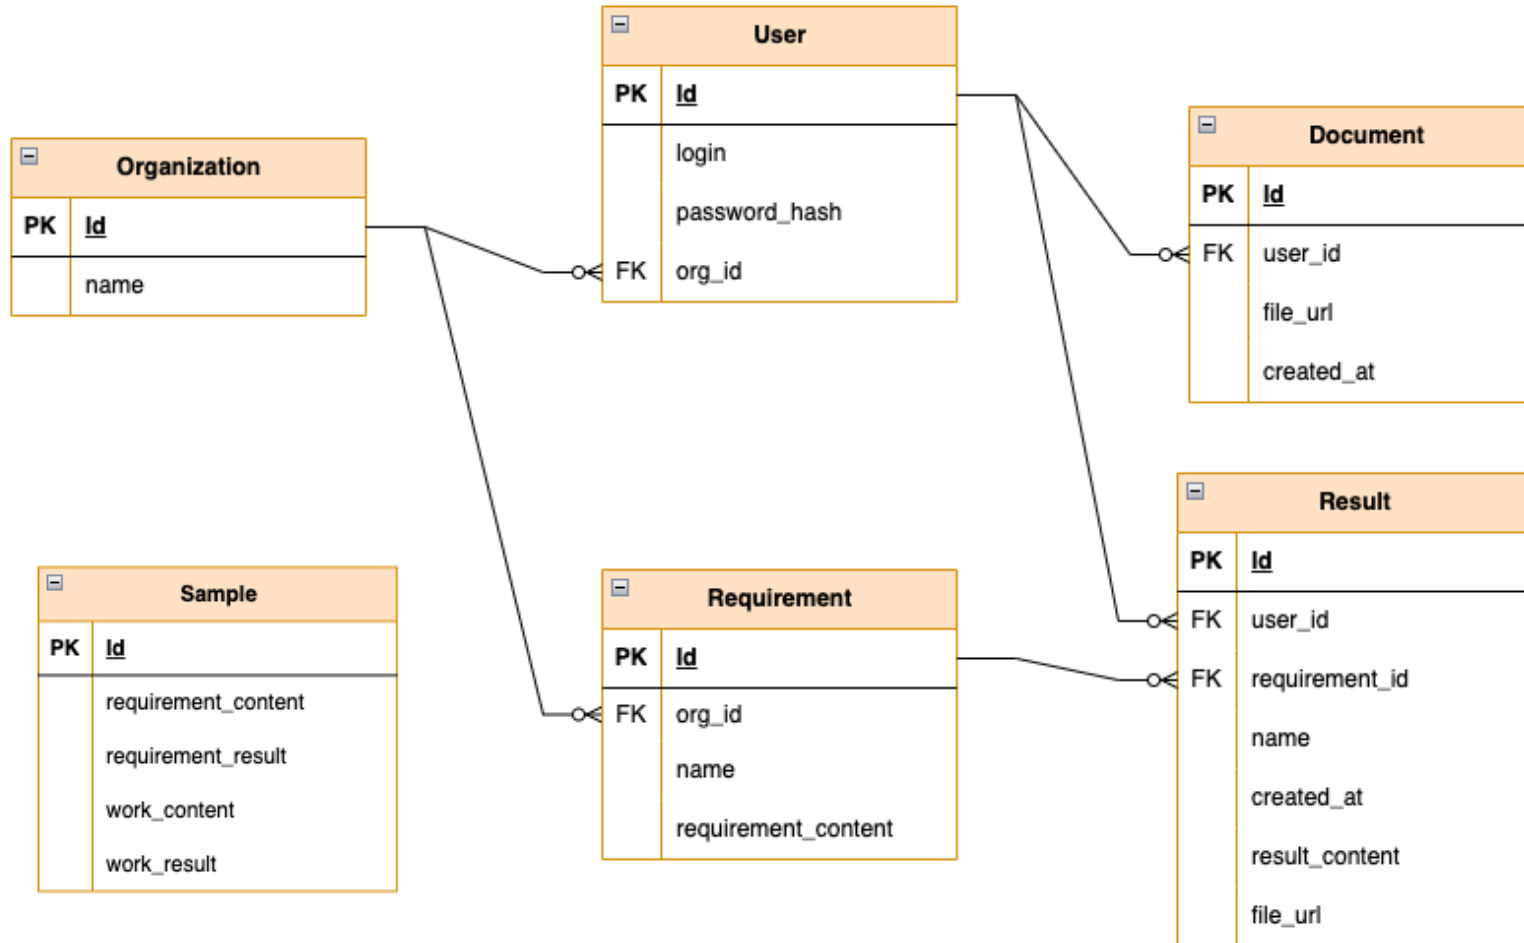 Organization
PK Id
name
User
PK Id
login
password_hash
FK org_id
Document
PK Id
FK user_id
file_url
created_at
Sample
PK Id
requirement_content
requirement_result
work_content
work_result
Requirement
PK Id
FK org_id
name
requirement_content
Result
PK Id
FK user_id
FK requirement_id
name
created_at
result_content
file_url